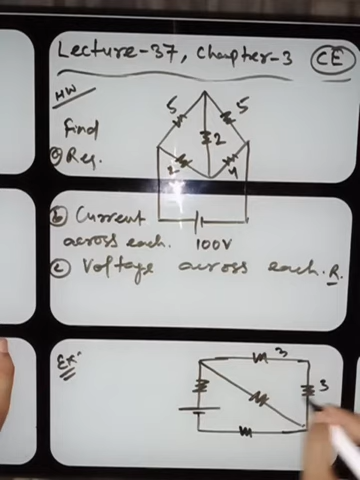 Lecture-37, Chapter-3 CE
HW
Find
ⓐ Req.
5 5
2
2 4
100V
ⓑ Current
across each.
ⓒ Voltage across each R.
Ex:
3
3